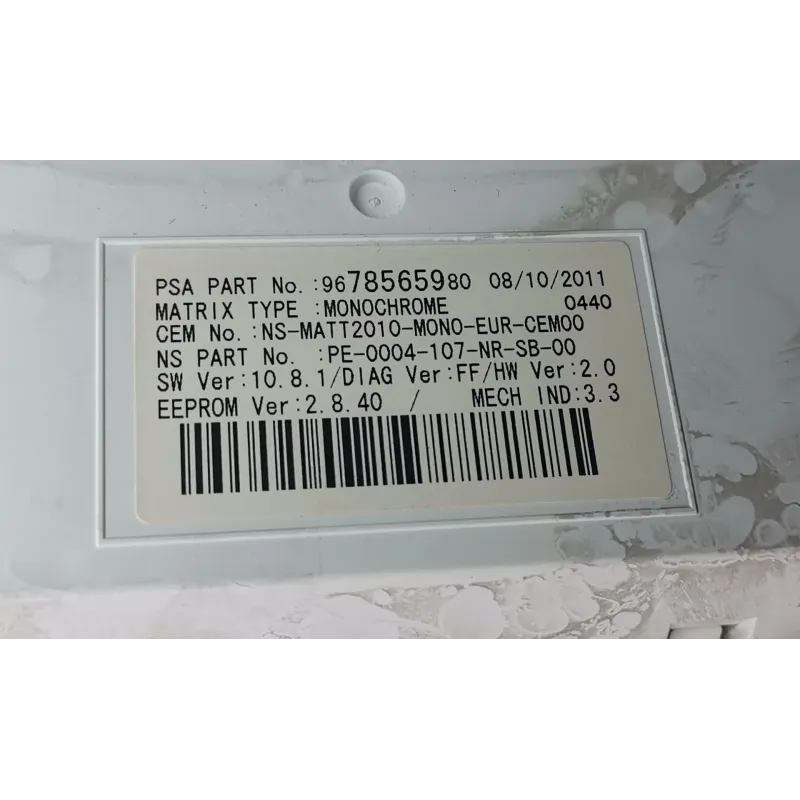 PSA PART No.:9678565980 08/10/2011
MATRIX TYPE :MONOCHROME 0440
CEM No.:NS-MATT2010-MONO-EUR-CEM00
NS PART No. :PE-0004-107-NR-SB-00
SW Ver:10.8.1/DIAG Ver:FF/HW Ver:2.0
EEPROM Ver:2.8.40 / MECH IND:3.3